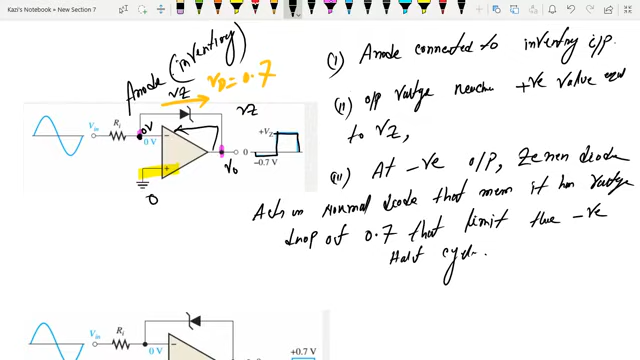 Kazi's Notebook » New Section 7
Anode (inverting)
VZ VD = 0.7
VZ
Vin
Ri
0V
0 V
−
+
0
V0
0
+VZ
−0.7 V
(i) Anode connected to inverting i/p
(ii) o/p voltage reaches +ve value equal
to VZ,
(iii) At -ve o/p, Zener diode
Acts as Normal diode that mean it has voltage
drop of 0.7 that limit the -ve
Half cycle
Vin
Ri
0 V
−
+0.7 V